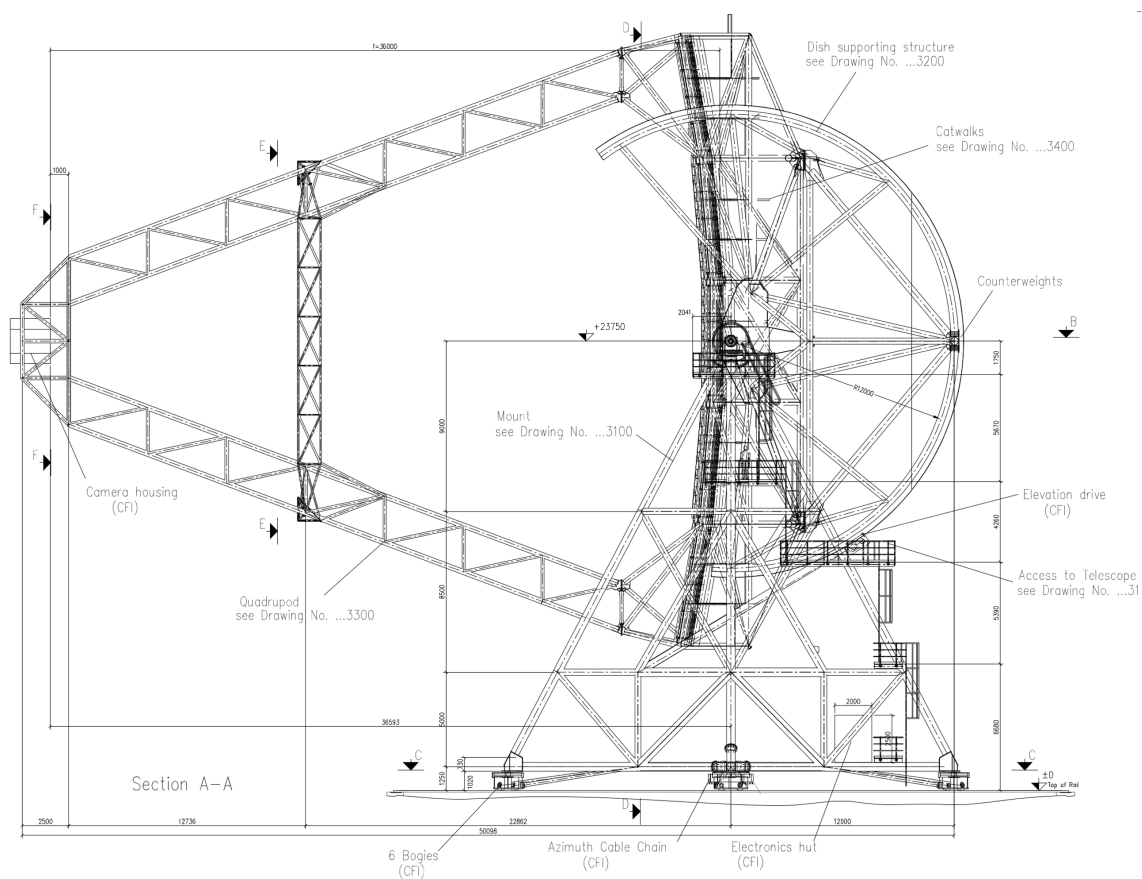 D
f=36000
Dish supporting structure
see Drawing No. ...3200
Catwalks
see Drawing No. ...3400
E
1000
F
Counterweights
2041
+23750
B
1750
R12000
Mount
see Drawing No. ...3100
9000
5670
F
Camera housing
(CFI)
E
Elevation drive
(CFI)
4260
Access to Telescope
see Drawing No. ...31
Quadrupod
see Drawing No. ...3300
8500
5390
36593
5000
2000
2500
6680
C
C
Section A-A
230
1250
1020
±0
Top of Rail
D
2500
12736
22862
12000
50098
6 Bogies
(CFI)
Azimuth Cable Chain
(CFI)
Electronics hut
(CFI)